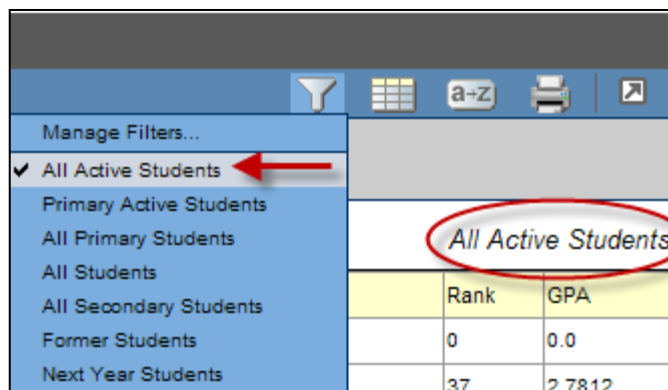 a→z
Manage Filters...
All Active Students
Primary Active Students
All Primary Students
All Students
All Secondary Students
Former Students
Next Year Students
All Active Students
Rank GPA
0 0.0
37 2.7812